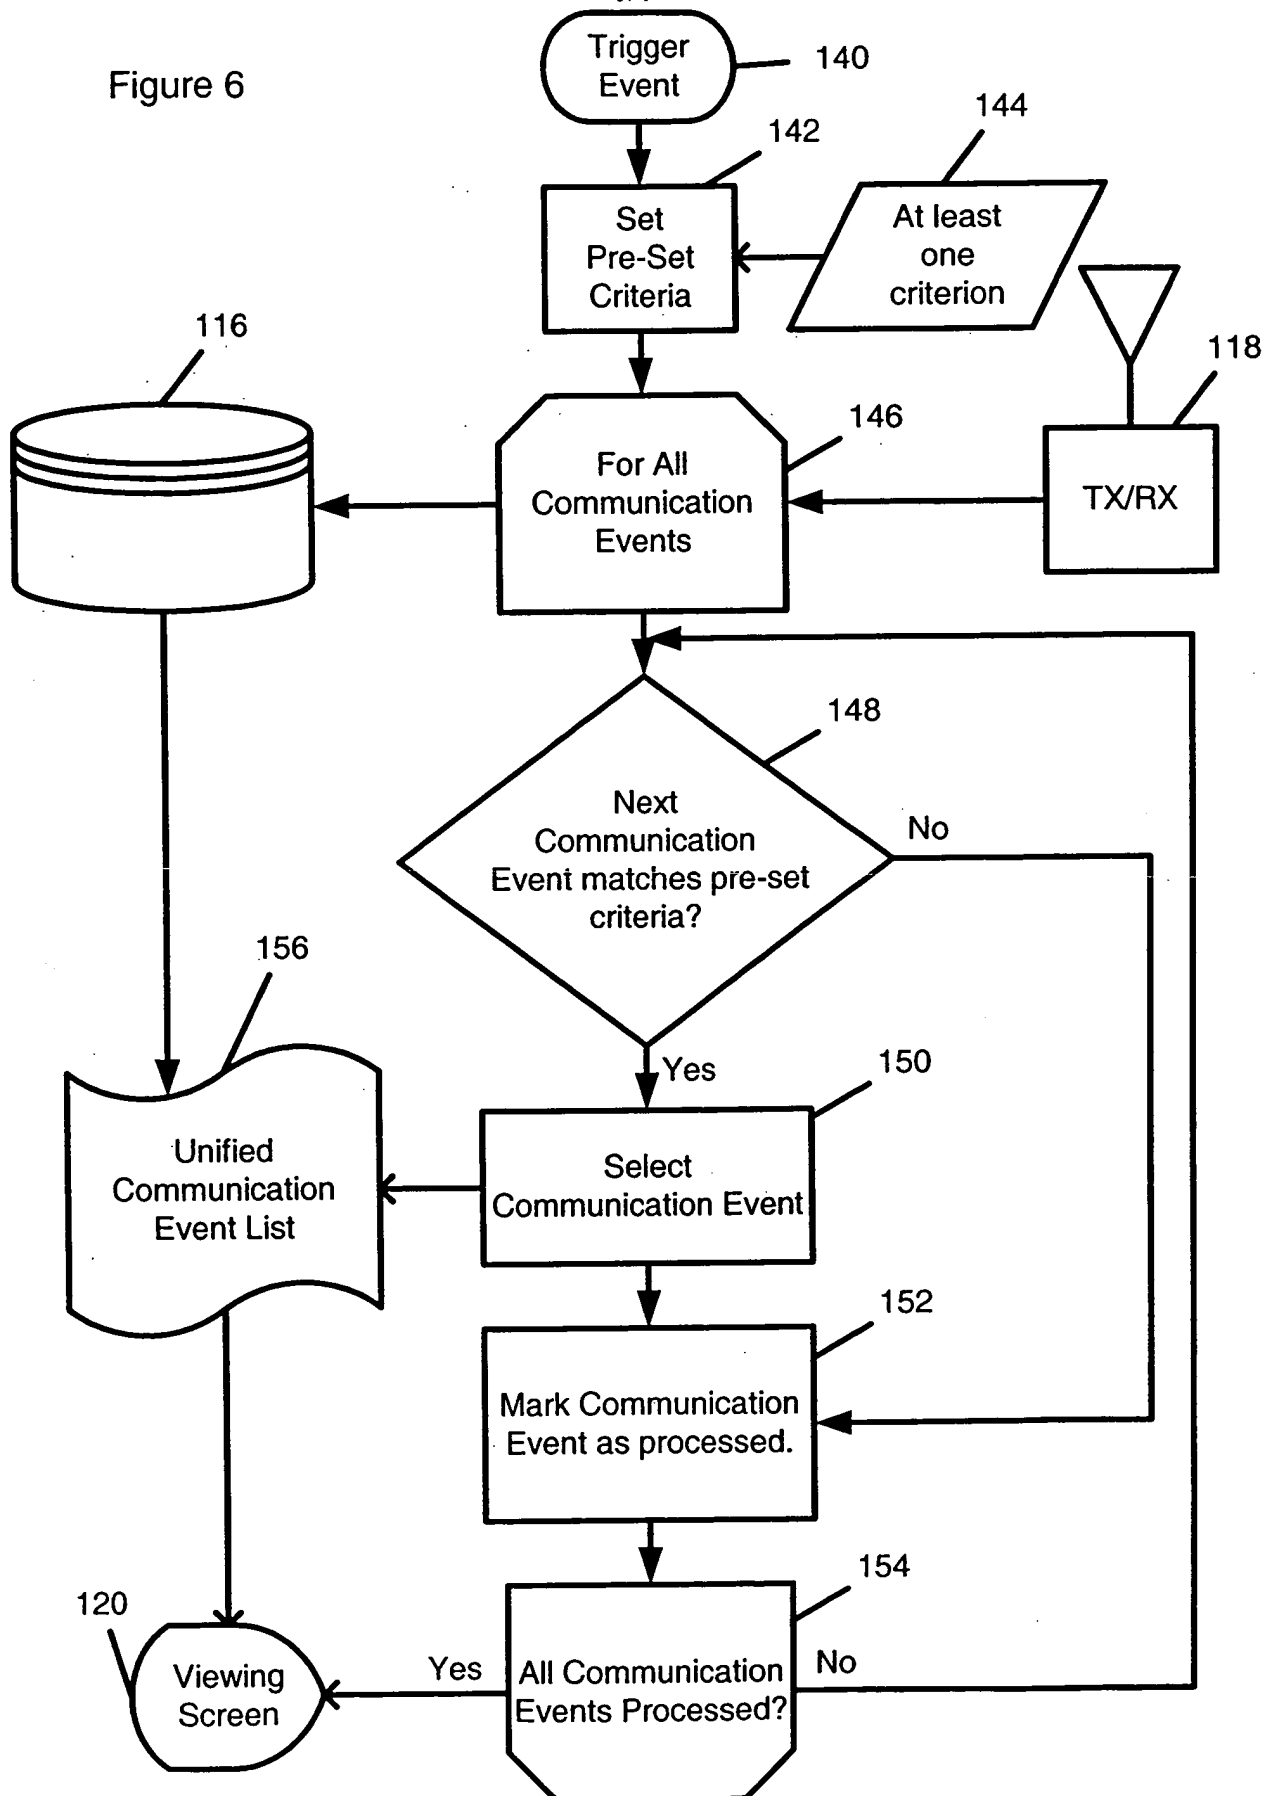 Figure 6
Trigger
Event
140
142
144
Set
Pre-Set
Criteria
At least
one
criterion
116
118
146
For All
Communication
Events
TX/RX
148
Next
Communication
Event matches pre-set
criteria?
No
156
Yes
150
Unified
Communication
Event List
Select
Communication Event
152
Mark Communication
Event as processed.
154
120
Viewing
Screen
Yes
All Communication
Events Processed?
No